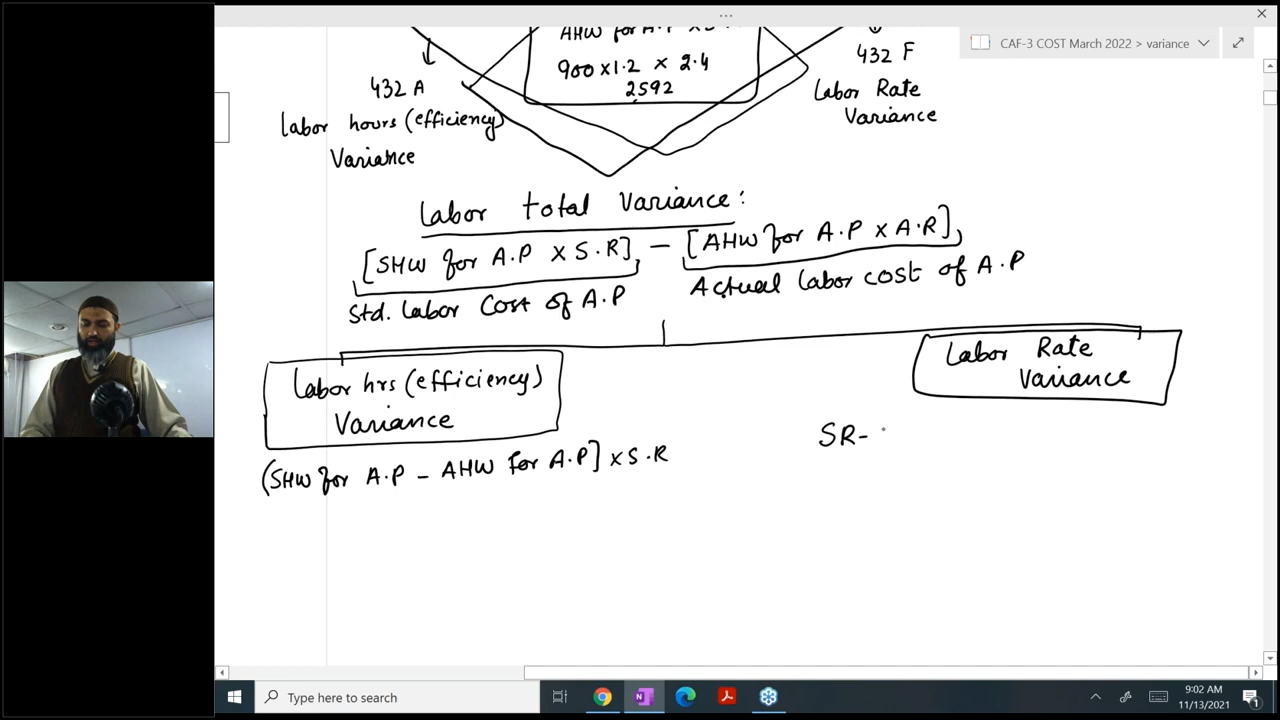 CAF-3 COST March 2022 > variance
AHW for A.P x
900 x 1.2 x 2.4
2592
432 A
Labor hours (efficiency)
Variance
432 F
Labor Rate
Variance
Labor total Variance:
[SHW for A.P x S.R] - [AHW for A.P x A.R]
Std. Labor Cost of A.P
Actual labor cost of A.P
Labor hrs (efficiency)
Variance
Labor Rate
Variance
(SHW for A.P - AHW for A.P] x S.R
SR-
Type here to search
9:02 AM
11/13/2021
1